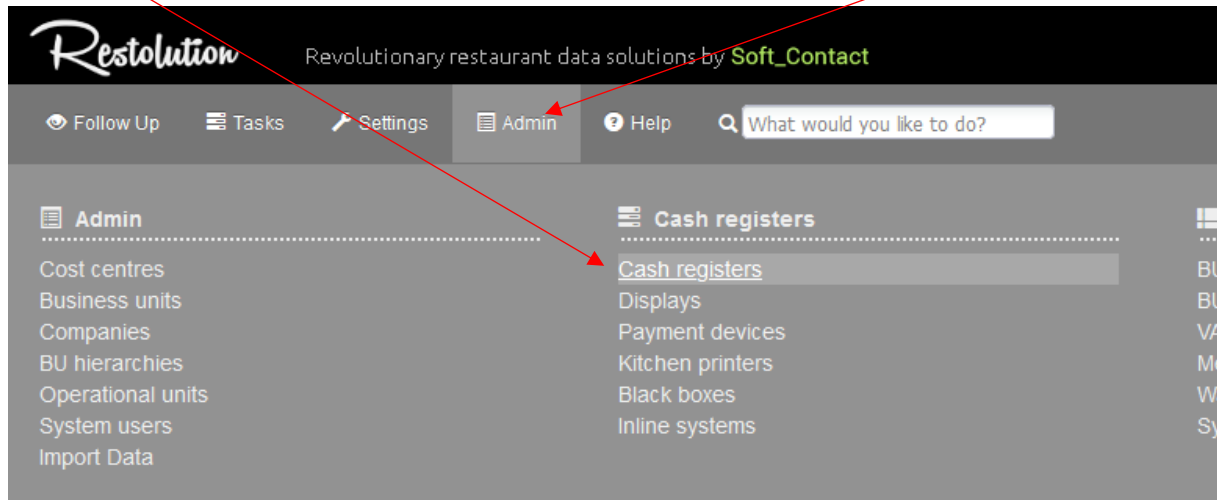 Restolution Revolutionary restaurant data solutions by Soft_Contact
Follow Up Tasks Settings Admin Help What would you like to do?
Admin
Cost centres
Business units
Companies
BU hierarchies
Operational units
System users
Import Data
Cash registers
Cash registers
Displays
Payment devices
Kitchen printers
Black boxes
Inline systems
BU
BU